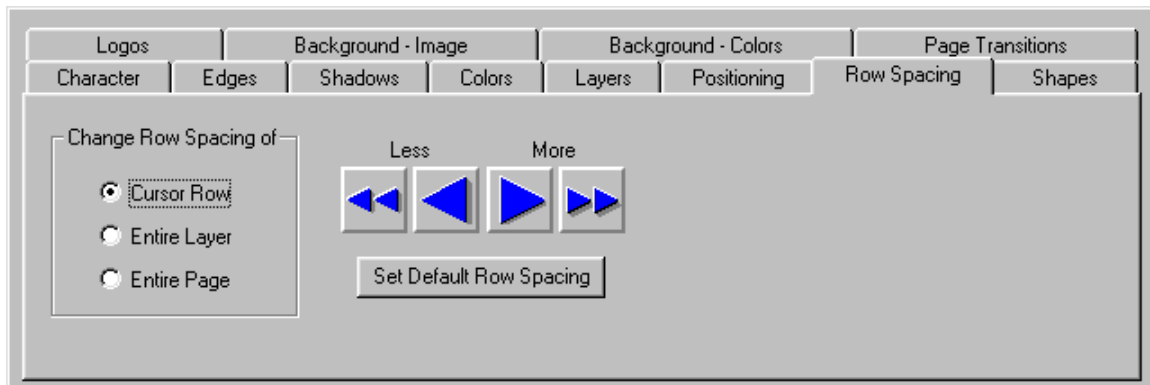 Logos Background - Image Background - Colors Page Transitions
Character Edges Shadows Colors Layers Positioning Row Spacing Shapes
Change Row Spacing of
Less More
Cursor Row
Entire Layer
Set Default Row Spacing
Entire Page